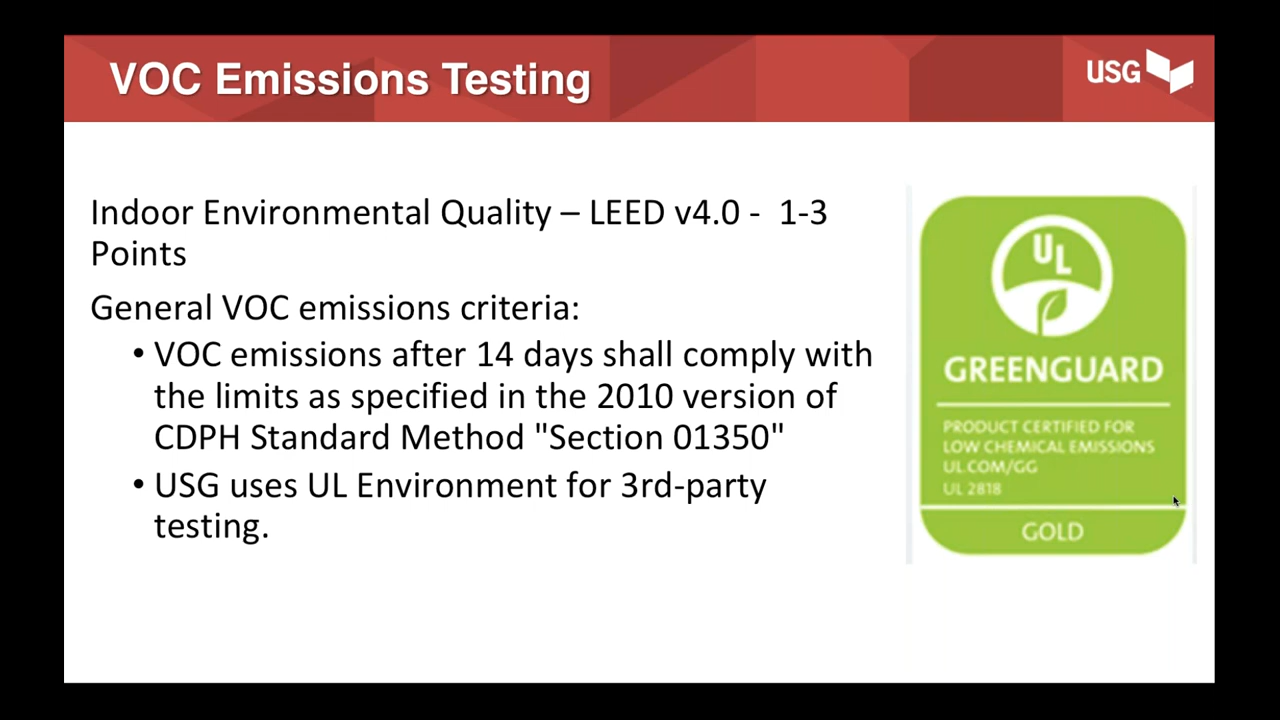 VOC Emissions Testing
USG
Indoor Environmental Quality – LEED v4.0 -  1-3
Points
General VOC emissions criteria:
• VOC emissions after 14 days shall comply with
the limits as specified in the 2010 version of
CDPH Standard Method "Section 01350"
• USG uses UL Environment for 3rd-party
testing.
UL
GREENGUARD
PRODUCT CERTIFIED FOR
LOW CHEMICAL EMISSIONS
UL.COM/GG
UL 2818
GOLD